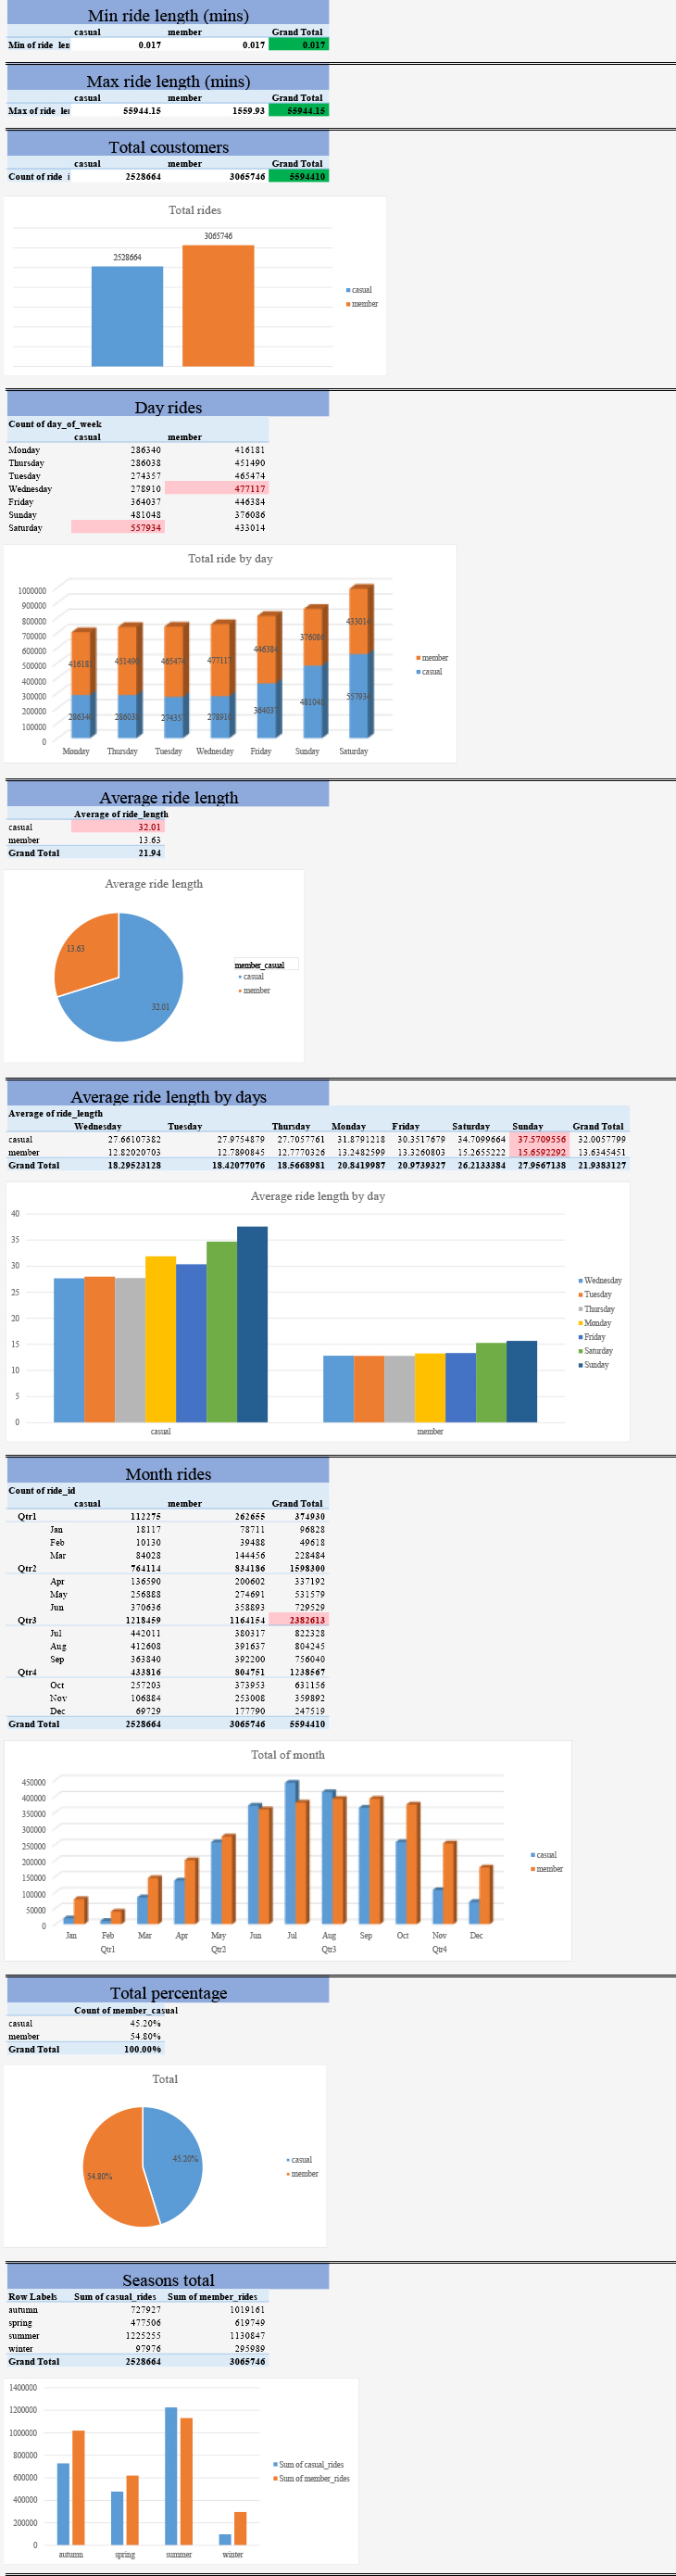 Min ride length (mins)
casual member Grand Total
Min of ride_len 0.017 0.017 0.017
Max ride length (mins)
casual member Grand Total
Max of ride_le 55944.15 1559.93 55944.15
Total coustomers
casual member Grand Total
Count of ride_i 2528664 3065746 5594410
Total rides
3065746
2528664
casual
member
Day rides
Count of day_of_week
casual member
Monday 286340 416181
Thursday 286038 451490
Tuesday 274357 465474
Wednesday 278910 477117
Friday 364037 446384
Sunday 481048 376086
Saturday 557934 433014
Total ride by day
1000000
900000
800000
700000
600000
500000
400000
300000
200000
100000
0
416181 451490 465474 477117 446384 376086 433014
286340 286038 274357 278910 364037 481048 557934
Monday Thursday Tuesday Wednesday Friday Sunday Saturday
member
casual
Average ride length
Average of ride_length
casual 32.01
member 13.63
Grand Total 21.94
Average ride length
13.63
32.01
member_casual
casual
member
Average ride length by days
Average of ride_length
Wednesday Tuesday Thursday Monday Friday Saturday Sunday Grand Total
casual 27.66107382 27.9754879 27.7057761 31.8791218 30.3517679 34.7099664 37.5709556 32.0057799
member 12.82020703 12.7890845 12.7770326 13.2482599 13.3260803 15.2655222 15.6592292 13.6345451
Grand Total 18.29523128 18.42077076 18.5668981 20.8419987 20.9739327 26.2133384 27.9567138 21.9383127
Average ride length by day
40
35
30
25
20
15
10
5
0
casual member
Wednesday
Tuesday
Thursday
Monday
Friday
Saturday
Sunday
Month rides
Count of ride_id
casual member Grand Total
Qtr1 112275 262655 374930
Jan 18117 78711 96828
Feb 10130 39488 49618
Mar 84028 144456 228484
Qtr2 764114 834186 1598300
Apr 136590 200602 337192
May 256888 274691 531579
Jun 370636 358893 729529
Qtr3 1218459 1164154 2382613
Jul 442011 380317 822328
Aug 412608 391637 804245
Sep 363840 392200 756040
Qtr4 433816 804751 1238567
Oct 257203 373953 631156
Nov 106884 253008 359892
Dec 69729 177790 247519
Grand Total 2528664 3065746 5594410
Total of month
450000
400000
350000
300000
250000
200000
150000
100000
50000
0
Jan Feb Mar Apr May Jun Jul Aug Sep Oct Nov Dec
Qtr1 Qtr2 Qtr3 Qtr4
casual
member
Total percentage
Count of member_casual
casual 45.20%
member 54.80%
Grand Total 100.00%
Total
45.20%
54.80%
casual
member
Seasons total
Row Labels Sum of casual_rides Sum of member_rides
autumn 727927 1019161
spring 477506 619749
summer 1225255 1130847
winter 97976 295989
Grand Total 2528664 3065746
1400000
1200000
1000000
800000
600000
400000
200000
0
autumn spring summer winter
Sum of casual_rides
Sum of member_rides